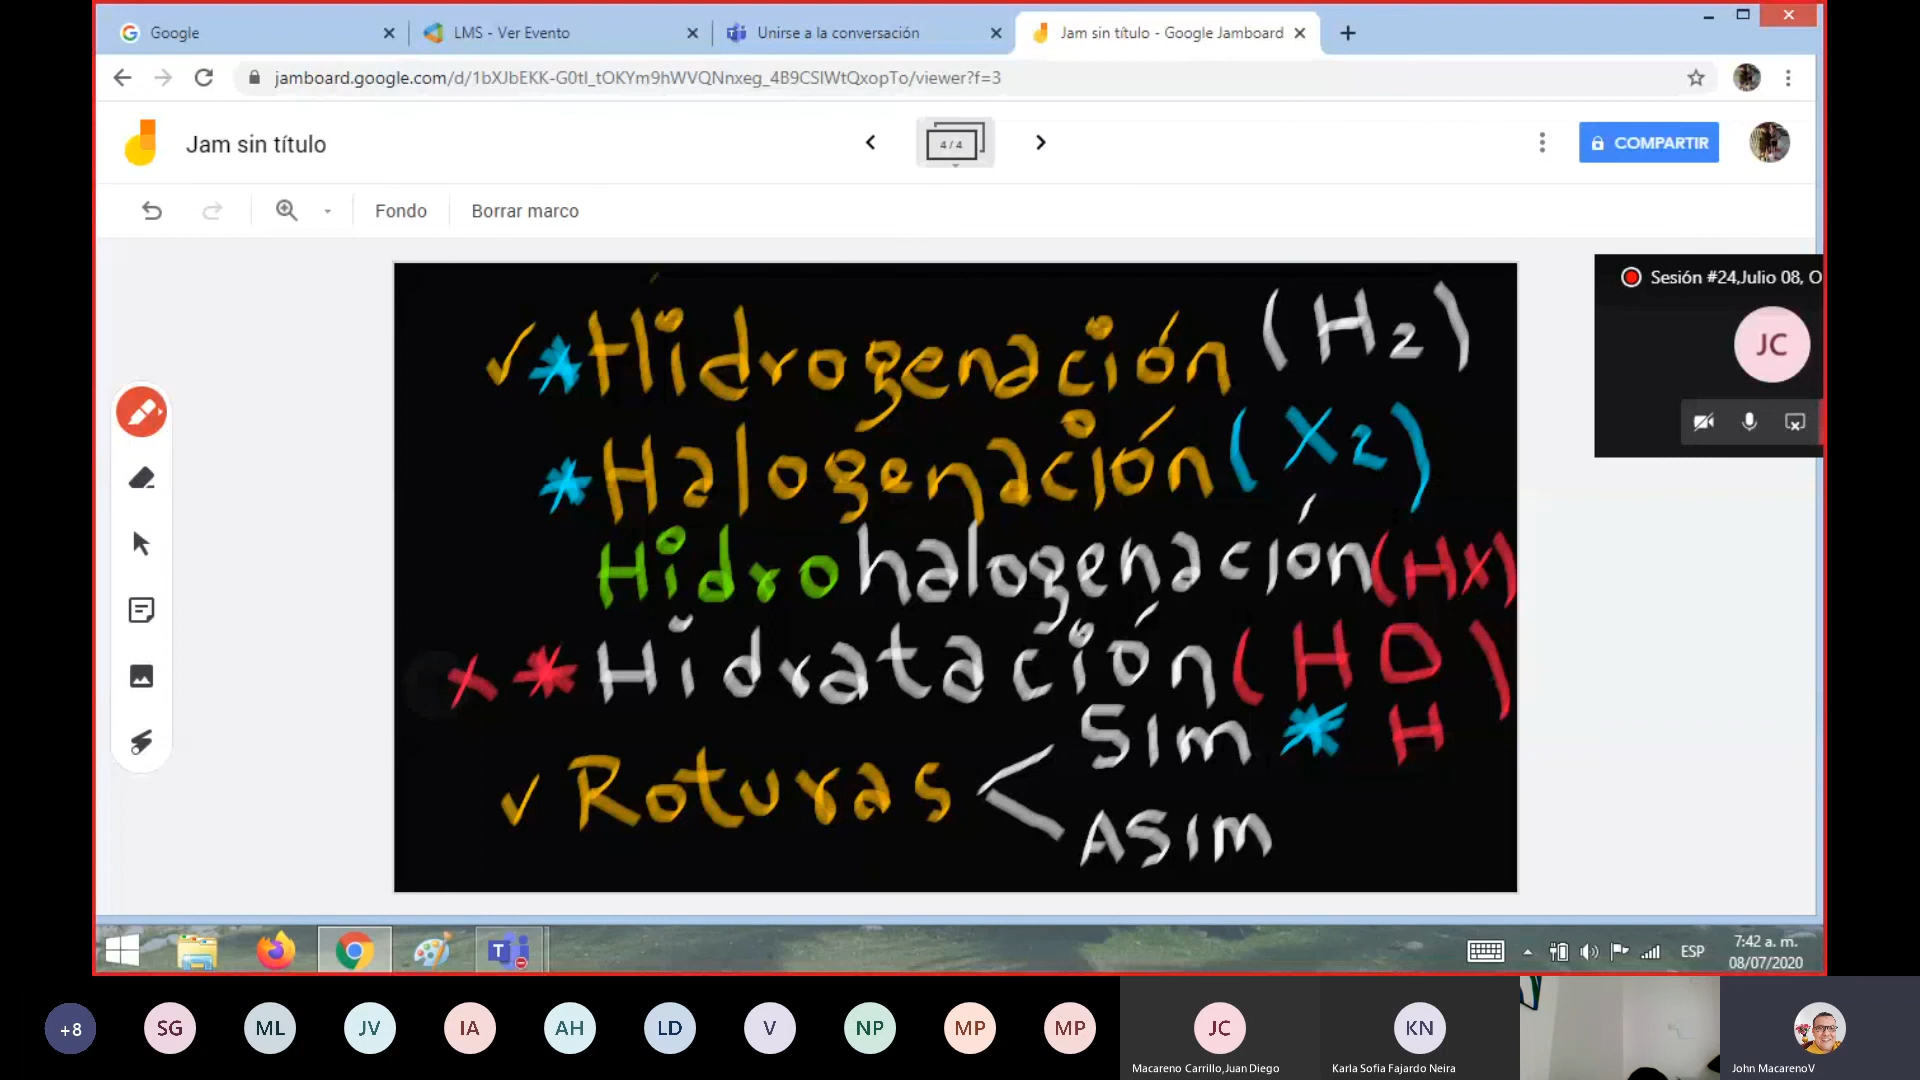 Google
LMS - Ver Evento
Unirse a la conversación
Jam sin título - Google Jamboard
jamboard.google.com/d/1bXJbEKK-G0tI_tOKYm9hWVQNnxeg_4B9CSlWtQxopTo/viewer?f=3
Jam sin título
4 / 4
COMPARTIR
Fondo
Borrar marco
Sesión #24,Julio 08, O
JC
✓ * Hidrogenación (H2)
* Halogenación (X2)
Hidrohalogenación (HX)
x * Hidratación (HO
H)
✓ Roturas < Sim *
Asim
ESP
7:42 a. m.
08/07/2020
+8
SG
ML
JV
IA
AH
LD
V
NP
MP
MP
JC
KN
Macareno Carrillo,Juan Diego
Karla Sofia Fajardo Neira
John MacarenoV